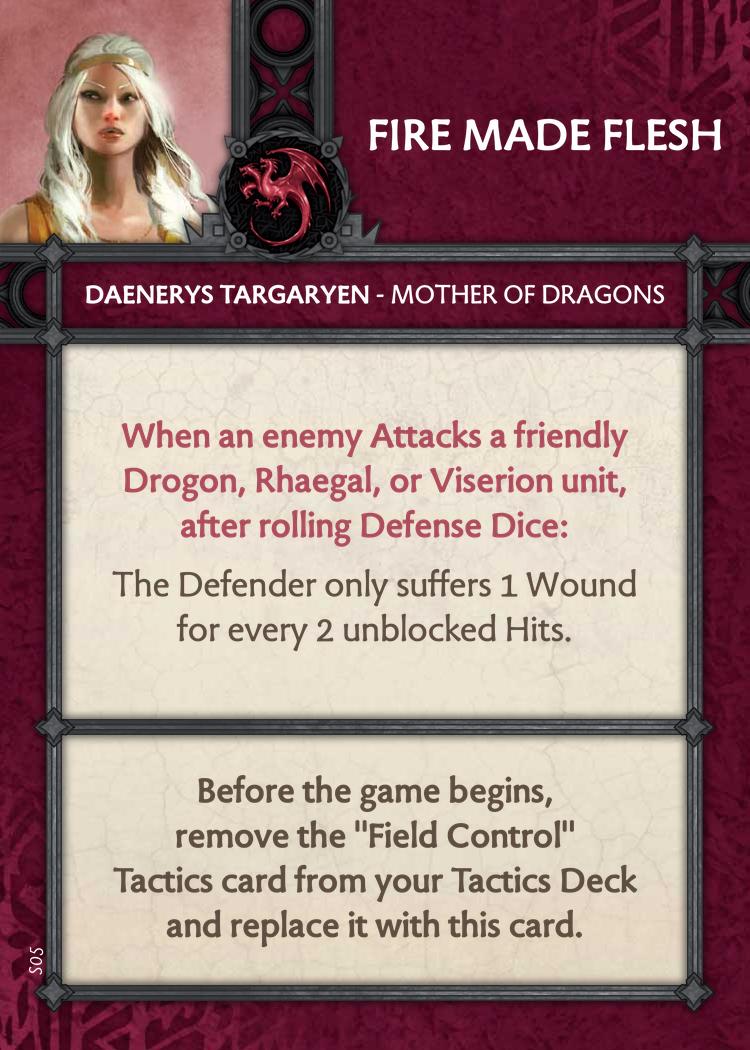 FIRE MADE FLESH
DAENERYS TARGARYEN - MOTHER OF DRAGONS
When an enemy Attacks a friendly
Drogon, Rhaegal, or Viserion unit,
after rolling Defense Dice:
The Defender only suffers 1 Wound
for every 2 unblocked Hits.
Before the game begins,
remove the "Field Control"
Tactics card from your Tactics Deck
and replace it with this card.
S05